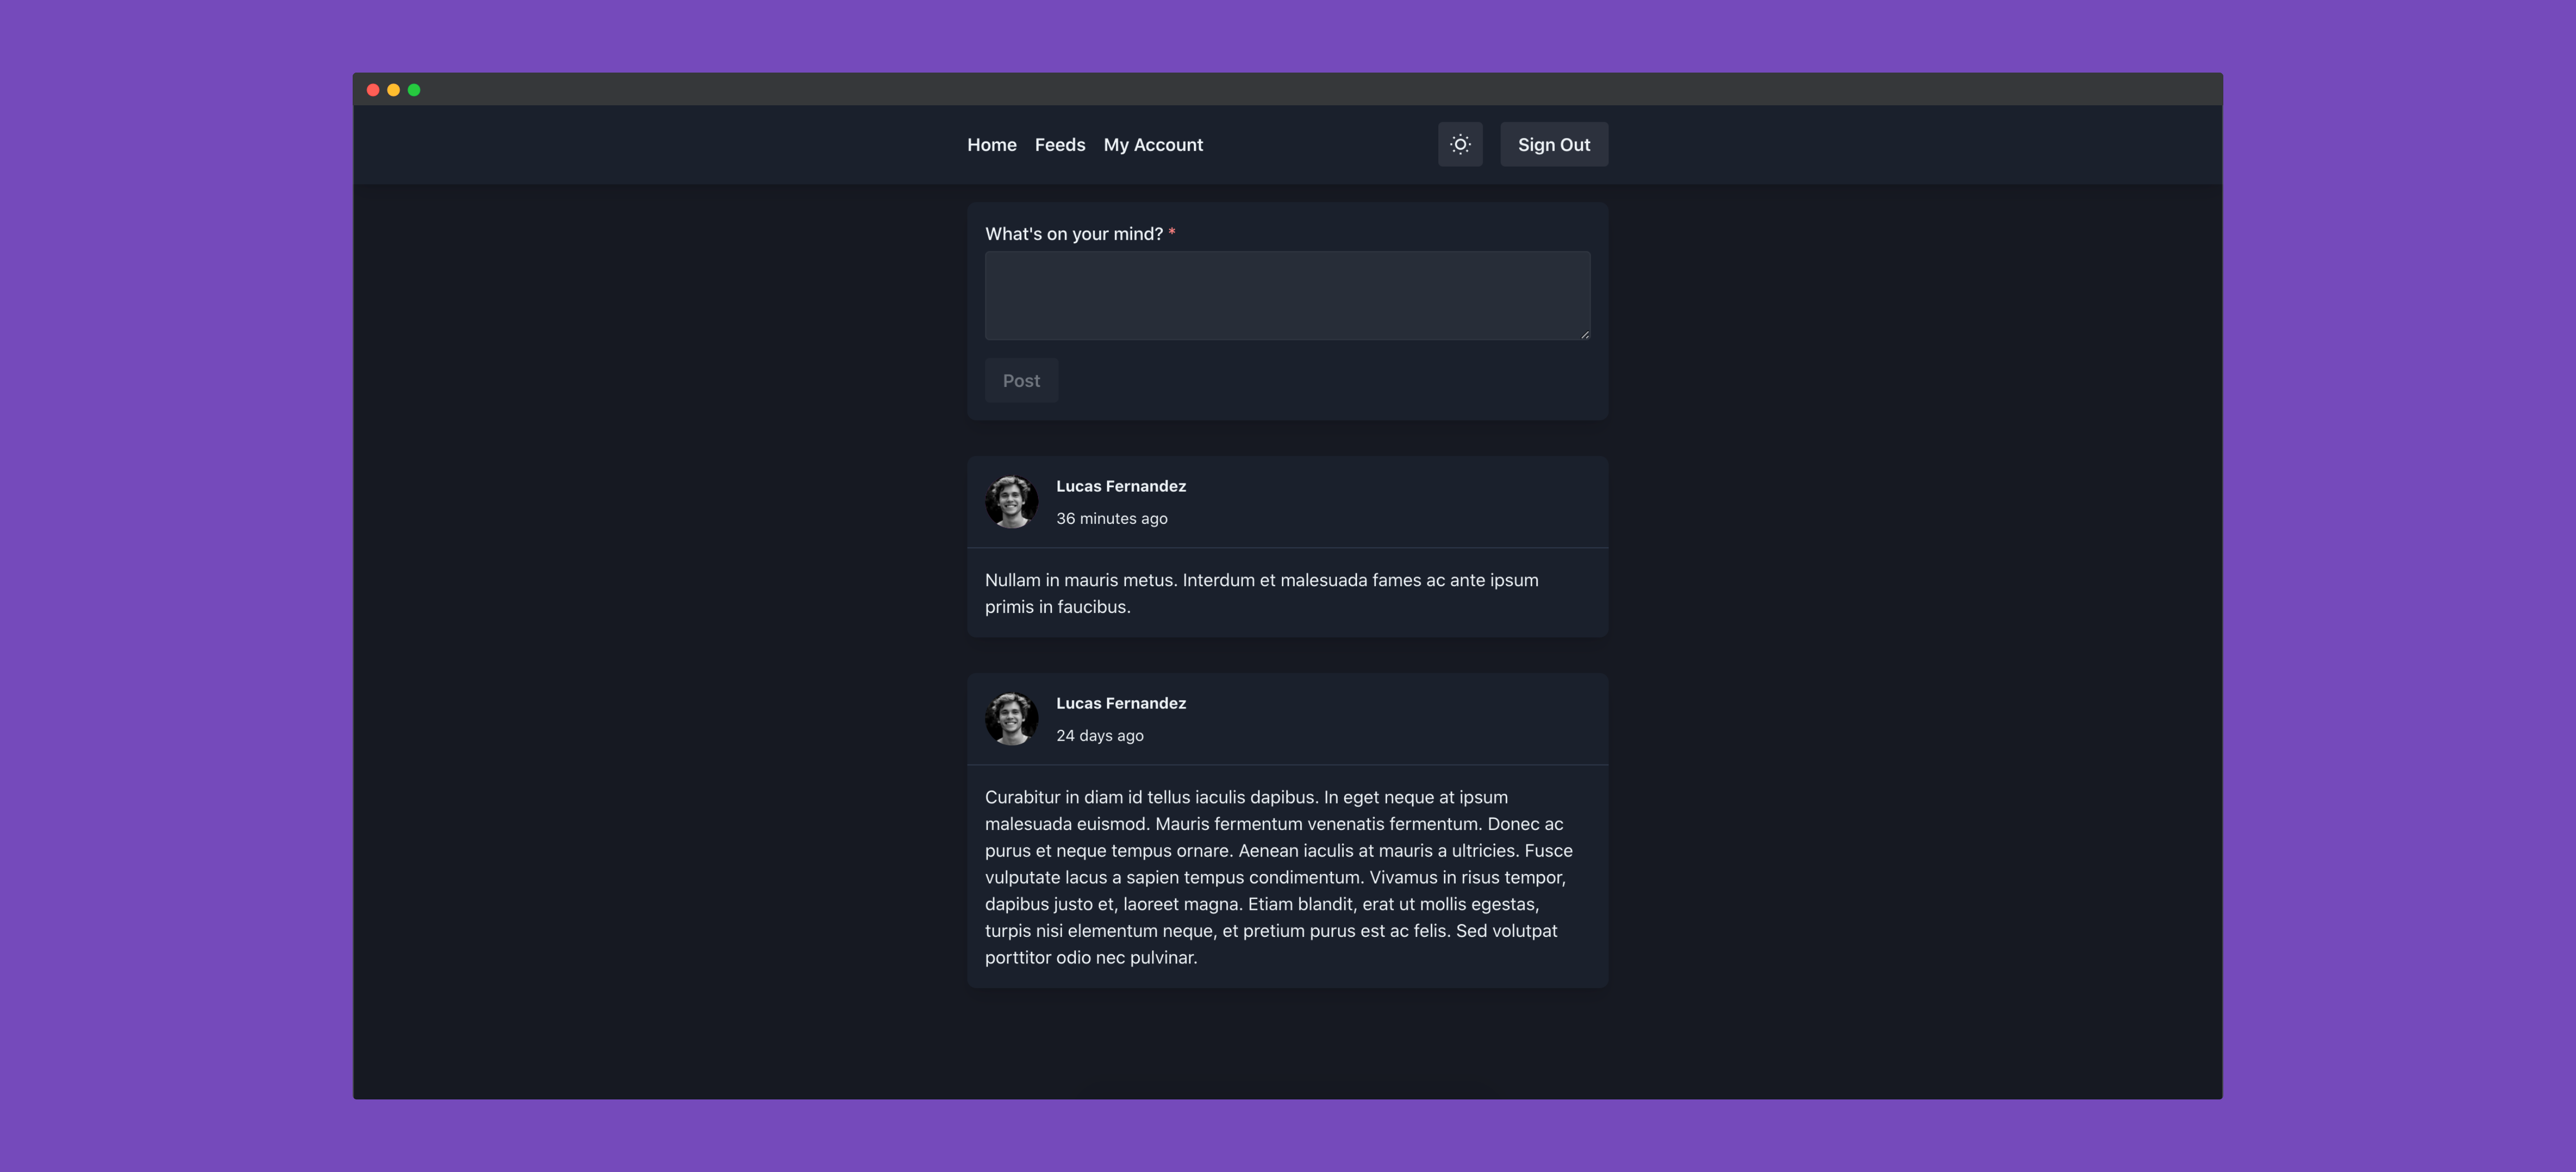 Home Feeds My Account Sign Out
What's on your mind? *
Post
Lucas Fernandez
36 minutes ago
Nullam in mauris metus. Interdum et malesuada fames ac ante ipsum
primis in faucibus.
Lucas Fernandez
24 days ago
Curabitur in diam id tellus iaculis dapibus. In eget neque at ipsum
malesuada euismod. Mauris fermentum venenatis fermentum. Donec ac
purus et neque tempus ornare. Aenean iaculis at mauris a ultricies. Fusce
vulputate lacus a sapien tempus condimentum. Vivamus in risus tempor,
dapibus justo et, laoreet magna. Etiam blandit, erat ut mollis egestas,
turpis nisi elementum neque, et pretium purus est ac felis. Sed volutpat
porttitor odio nec pulvinar.